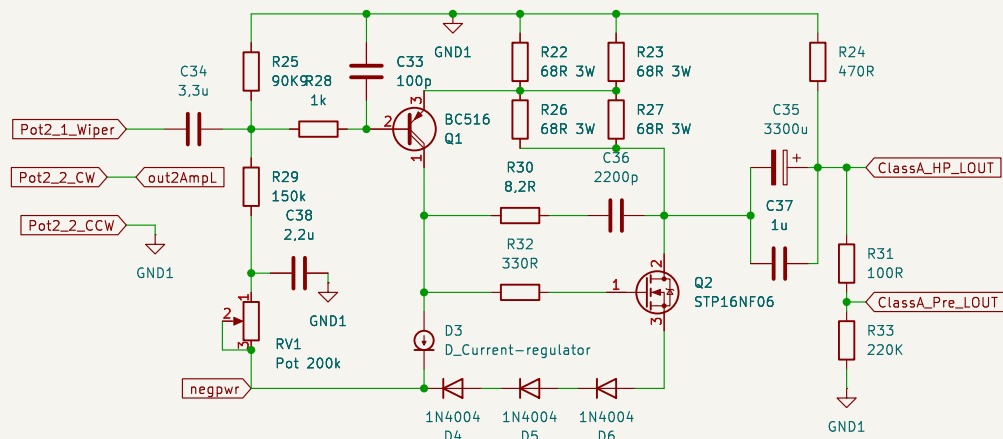 GND1
R25
90K9
R28
1k
C33
100p
R22
68R 3W
R23
68R 3W
R24
470R
C34
3,3u
3
2
1
BC516
Q1
R26
68R 3W
R27
68R 3W
C35
3300u
+
Pot2_1_Wiper
Pot2_2_CW
out2AmpL
Pot2_2_CCW
GND1
R29
150k
C38
2,2u
GND1
R30
8,2R
C36
2200p
C37
1u
ClassA_HP_LOUT
R32
330R
1
2
3
Q2
STP16NF06
R31
100R
ClassA_Pre_LOUT
R33
220K
GND1
1
2
3
RV1
Pot 200k
D3
D_Current-regulator
negpwr
1N4004
D4
1N4004
D5
1N4004
D6